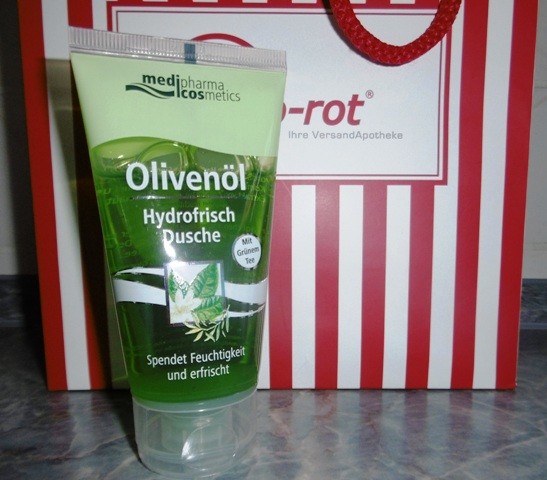 medipharma
cosmetics
Olivenöl
Hydrofrisch
Dusche
Mit
Grünem
Tee
Spendet Feuchtigkeit
und erfrischt
-rot®
Ihre VersandApotheke